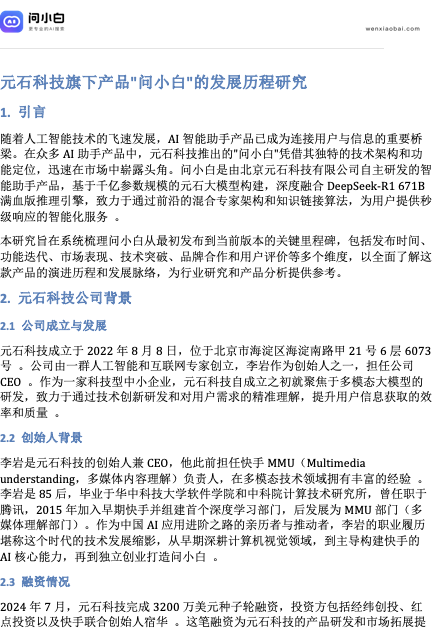 问小白
更专业的AI搜索
wenxiaobai.com
元石科技旗下产品"问小白"的发展历程研究
1. 引言
随着人工智能技术的飞速发展，AI 智能助手产品已成为连接用户与信息的重要桥
梁。在众多 AI 助手产品中，元石科技推出的"问小白"凭借其独特的技术架构和功
能定位，迅速在市场中崭露头角。问小白是由北京元石科技有限公司自主研发的智
能助手产品，基于千亿参数规模的元石大模型构建，深度融合 DeepSeek-R1 671B
满血版推理引擎，致力于通过前沿的混合专家架构和知识链接算法，为用户提供秒
级响应的智能化服务 。
本研究旨在系统梳理问小白从最初发布到当前版本的关键里程碑，包括发布时间、
功能迭代、市场表现、技术突破、品牌合作和用户评价等多个维度，以全面了解这
款产品的演进历程和发展脉络，为行业研究和产品分析提供参考。
2. 元石科技公司背景
2.1 公司成立与发展
元石科技成立于 2022 年 8 月 8 日，位于北京市海淀区海淀南路甲 21 号 6 层 6073
号 。公司由一群人工智能和互联网专家创立，李岩作为创始人之一，担任公司
CEO 。作为一家科技型中小企业，元石科技自成立之初就聚焦于多模态大模型的
研发，致力于通过技术创新研发和对用户需求的精准理解，提升用户信息获取的效
率和质量 。
2.2 创始人背景
李岩是元石科技的创始人兼 CEO，他此前担任快手 MMU（Multimedia
understanding，多媒体内容理解）负责人，在多模态技术领域拥有丰富的经验 。
李岩是 85 后，毕业于华中科技大学软件学院和中科院计算技术研究所，曾任职于
腾讯，2015 年加入早期快手并组建首个深度学习部门，后发展为 MMU 部门（多
媒体理解部门）。作为中国 AI 应用进阶之路的亲历者与推动者，李岩的职业履历
堪称这个时代的技术发展缩影，从早期深耕计算机视觉领域，到主导构建快手的
AI 核心能力，再到独立创业打造问小白 。
2.3 融资情况
2024 年 7 月，元石科技完成 3200 万美元种子轮融资，投资方包括经纬创投、红
点投资以及快手联合创始人宿华 。这笔融资为元石科技的产品研发和市场拓展提